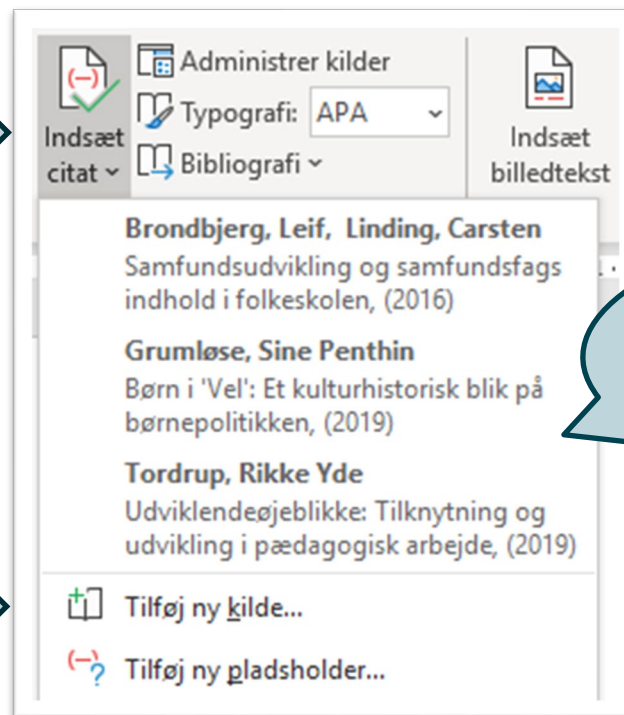 Indsæt
citat
Administrer kilder
Typografi: APA
Bibliografi
Indsæt
billedtekst
Brondbjerg, Leif,  Linding, Carsten
Samfundsudvikling og samfundsfags
indhold i folkeskolen, (2016)
Grumløse, Sine Penthin
Børn i 'Vel': Et kulturhistorisk blik på
børnepolitikken, (2019)
Tordrup, Rikke Yde
Udviklendeøjeblikke: Tilknytning og
udvikling i pædagogisk arbejde, (2019)
Tilføj ny kilde...
Tilføj ny pladsholder...